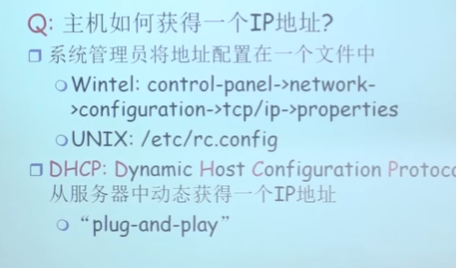 Q: 主机如何获得一个IP地址?
系统管理员将地址配置在一个文件中
Wintel: control-panel->network-
>configuration->tcp/ip->properties
UNIX: /etc/rc.config
DHCP: Dynamic Host Configuration Protoco
从服务器中动态获得一个IP地址
“plug-and-play”